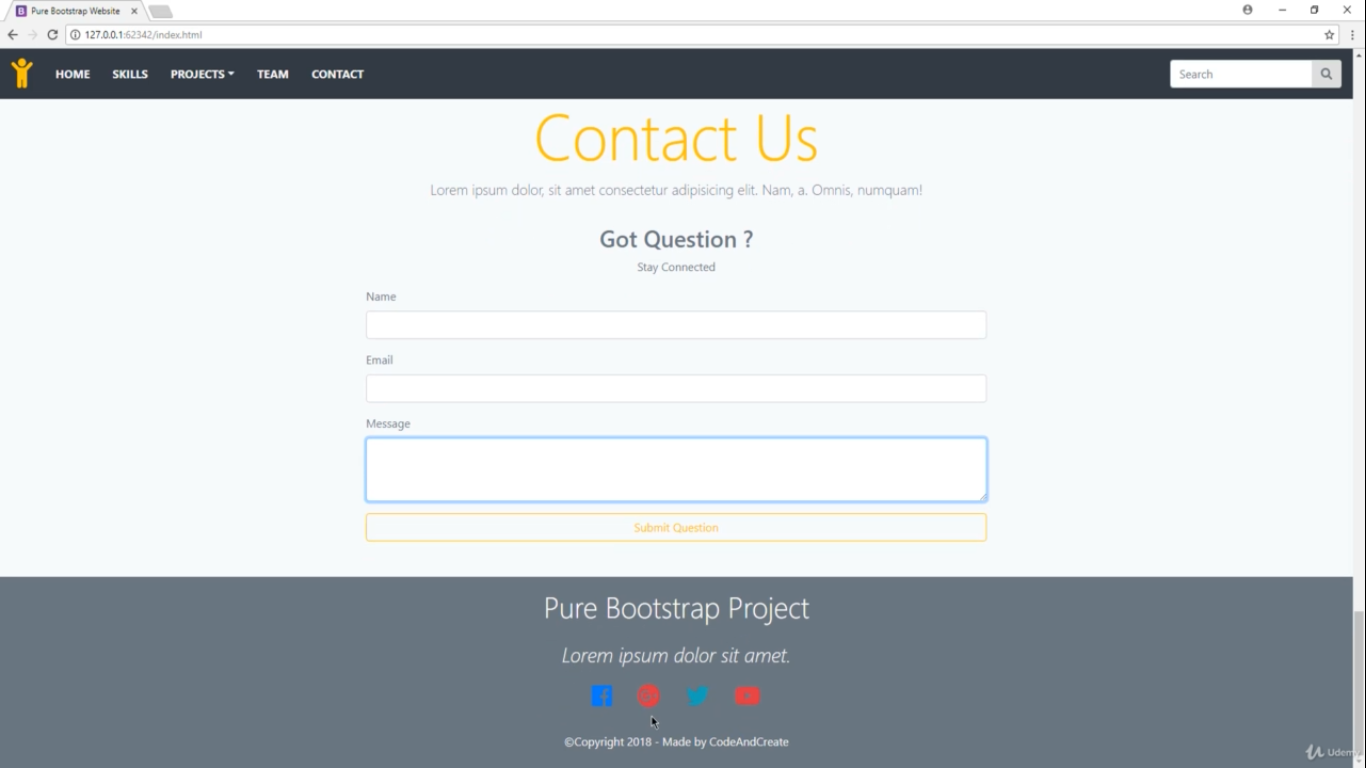 Pure Bootstrap Website
127.0.0.1:62342/index.html
HOME SKILLS PROJECTS TEAM CONTACT Search
Contact Us
Lorem ipsum dolor, sit amet consectetur adipisicing elit. Nam, a. Omnis, numquam!
Got Question ?
Stay Connected
Name
Email
Message
Submit Question
Pure Bootstrap Project
Lorem ipsum dolor sit amet.
©Copyright 2018 - Made by CodeAndCreate
Udemy